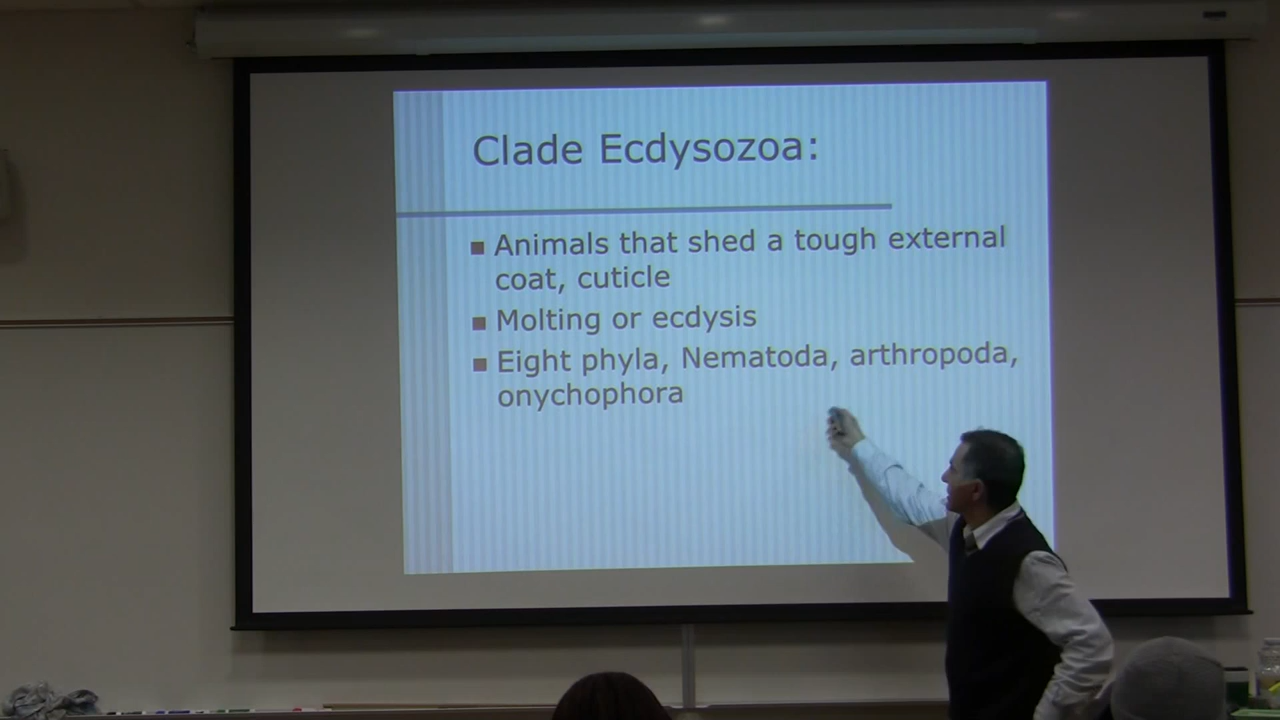 Clade Ecdysozoa:
■ Animals that shed a tough external
coat, cuticle
■ Molting or ecdysis
■ Eight phyla, Nematoda, arthropoda,
onychophora